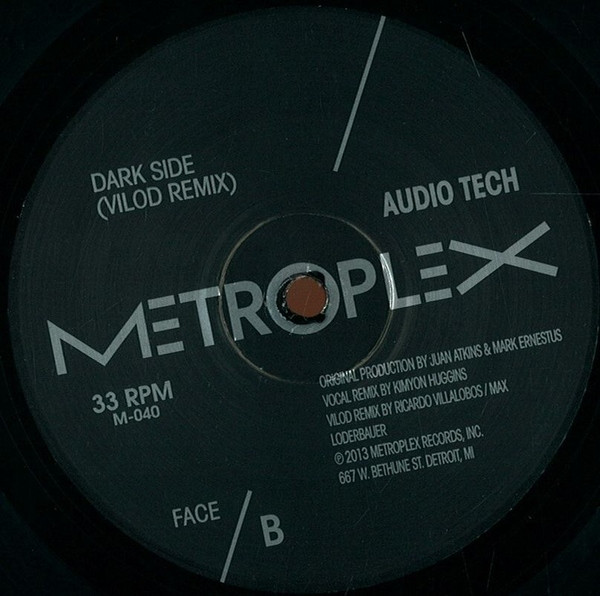 DARK SIDE
(VILOD REMIX)
AUDIO TECH
METROPLEX
33 RPM
M-040
ORIGINAL PRODUCTION BY JUAN ATKINS & MARK ERNESTUS
VOCAL REMIX BY KIMYON HUGGINS
VILOD REMIX BY RICARDO VILLALOBOS / MAX
LODERBAUER
℗ 2013 METROPLEX RECORDS, INC.
667 W. BETHUNE ST. DETROIT, MI
FACE / B